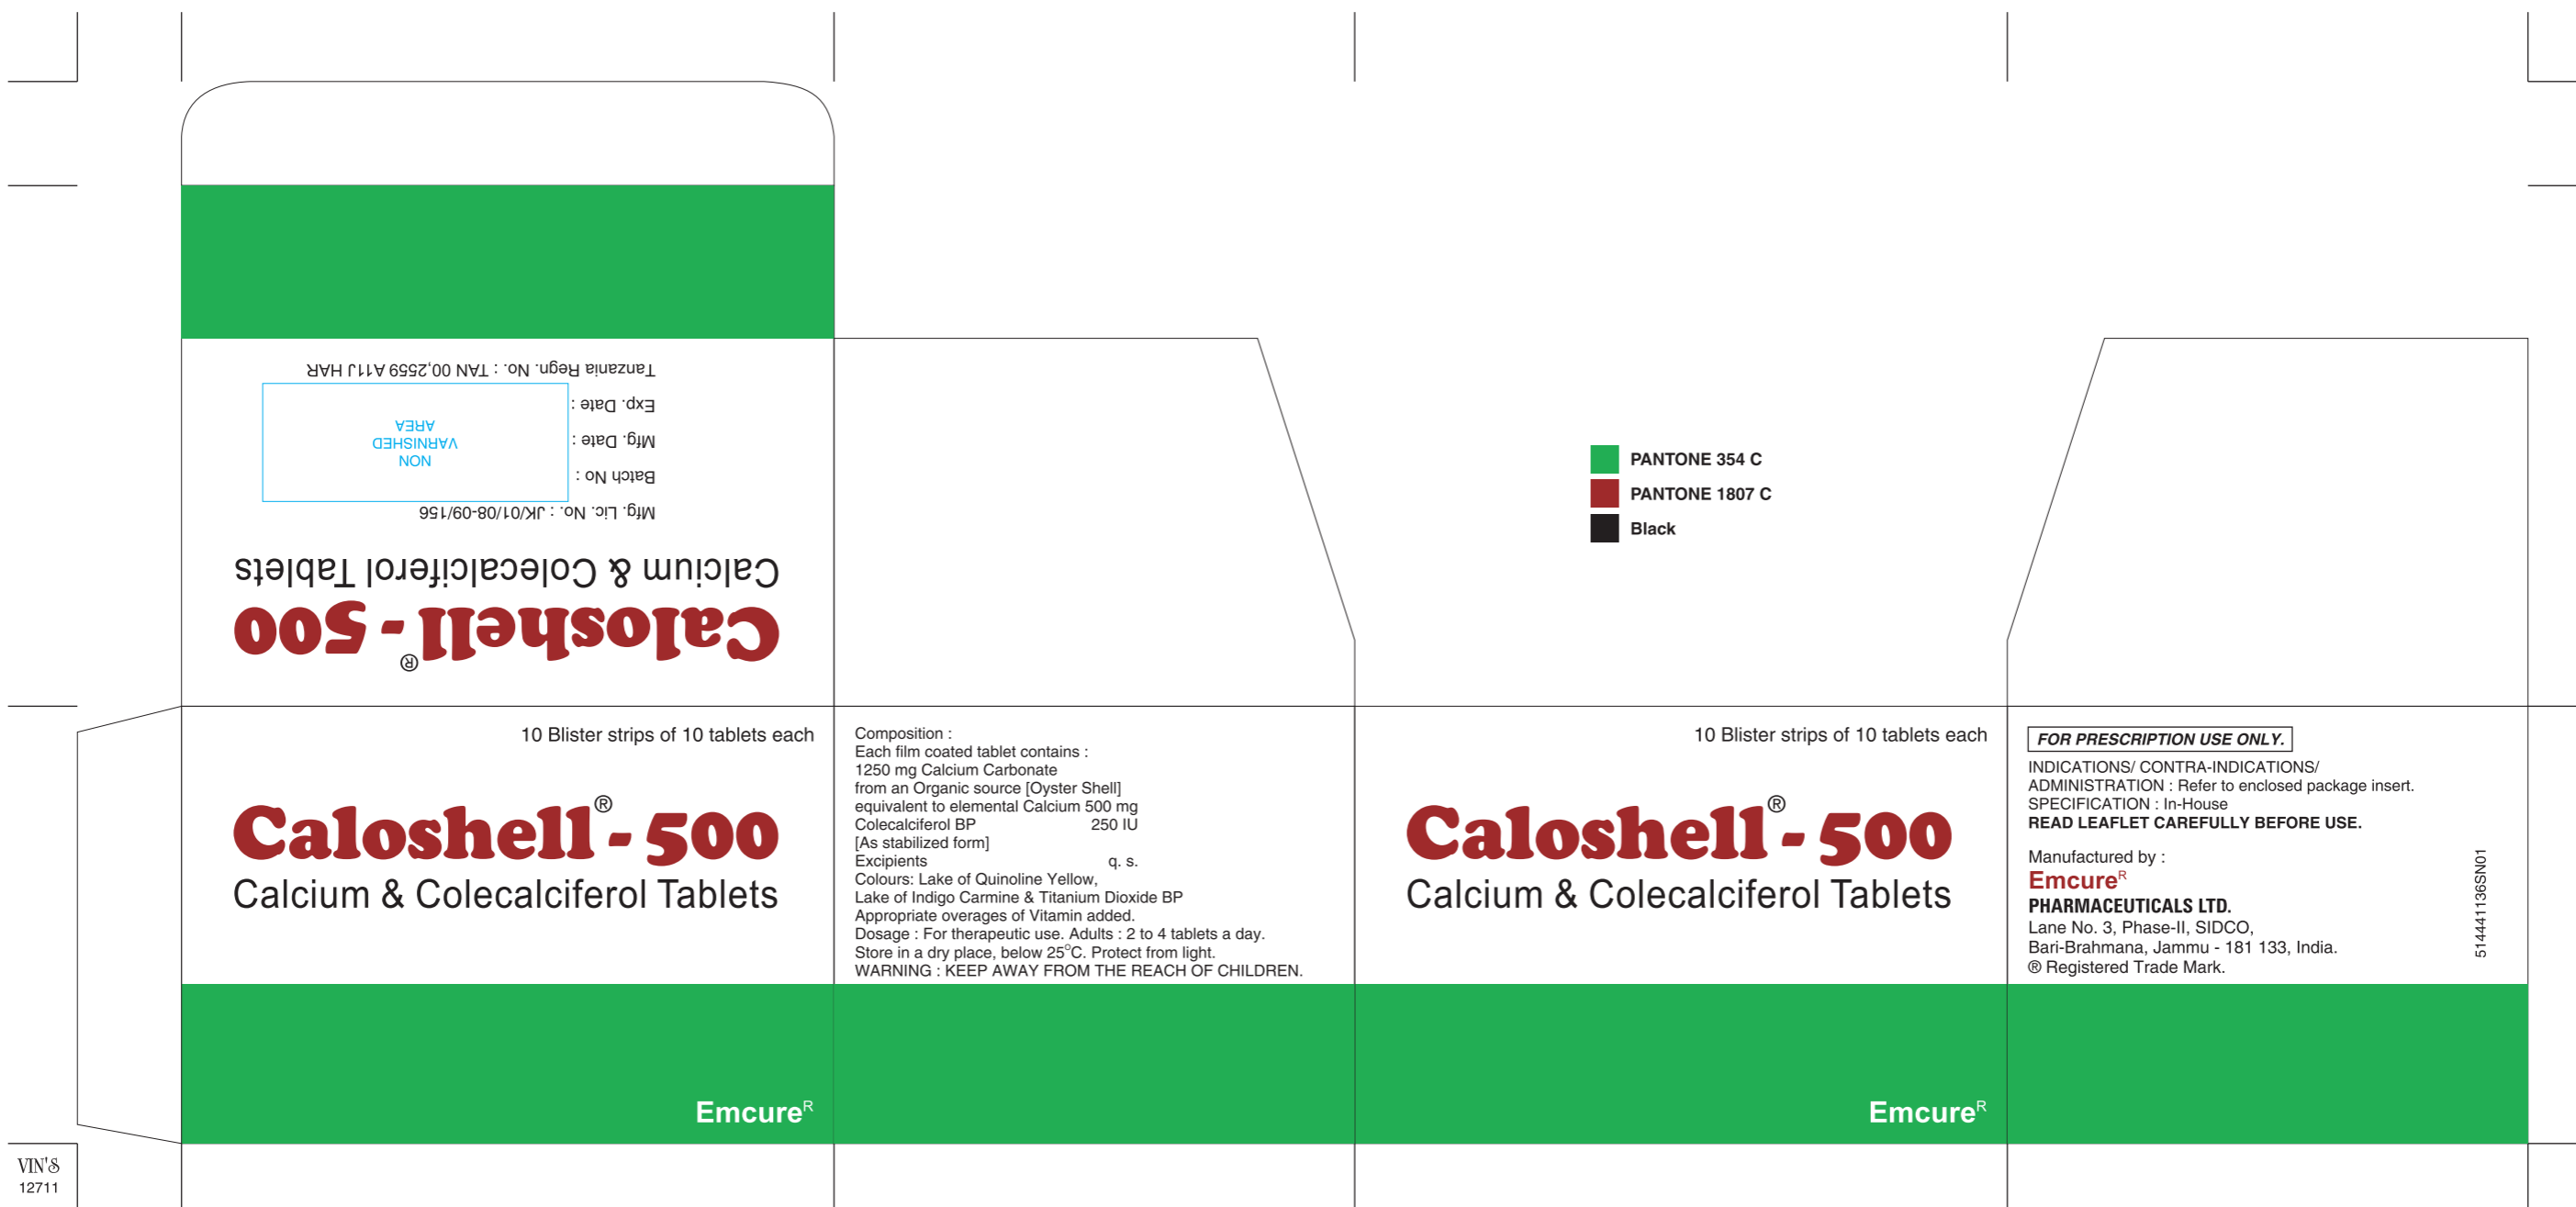 Caloshell® - 500
Calcium & Colecalciferol Tablets
Mfg. Lic. No. : JK/01/08-09/156
Batch No :
Mfg. Date :
Exp. Date :
NON
VARNISHED
AREA
Tanzania Regn. No. : TAN 00,2559 A11J HAR
PANTONE 354 C
PANTONE 1807 C
Black
10 Blister strips of 10 tablets each
Caloshell® - 500
Calcium & Colecalciferol Tablets
Emcure R
Composition :
Each film coated tablet contains :
1250 mg Calcium Carbonate
from an Organic source [Oyster Shell]
equivalent to elemental Calcium 500 mg
Colecalciferol BP 250 IU
[As stabilized form]
Excipients q. s.
Colours: Lake of Quinoline Yellow,
Lake of Indigo Carmine & Titanium Dioxide BP
Appropriate overages of Vitamin added.
Dosage : For therapeutic use. Adults : 2 to 4 tablets a day.
Store in a dry place, below 25°C. Protect from light.
WARNING : KEEP AWAY FROM THE REACH OF CHILDREN.
10 Blister strips of 10 tablets each
Caloshell® - 500
Calcium & Colecalciferol Tablets
Emcure R
FOR PRESCRIPTION USE ONLY.
INDICATIONS/ CONTRA-INDICATIONS/
ADMINISTRATION : Refer to enclosed package insert.
SPECIFICATION : In-House
READ LEAFLET CAREFULLY BEFORE USE.
Manufactured by :
Emcure R
PHARMACEUTICALS LTD.
Lane No. 3, Phase-II, SIDCO,
Bari-Brahmana, Jammu - 181 133, India.
® Registered Trade Mark.
514441136SN01
VIN'S
12711